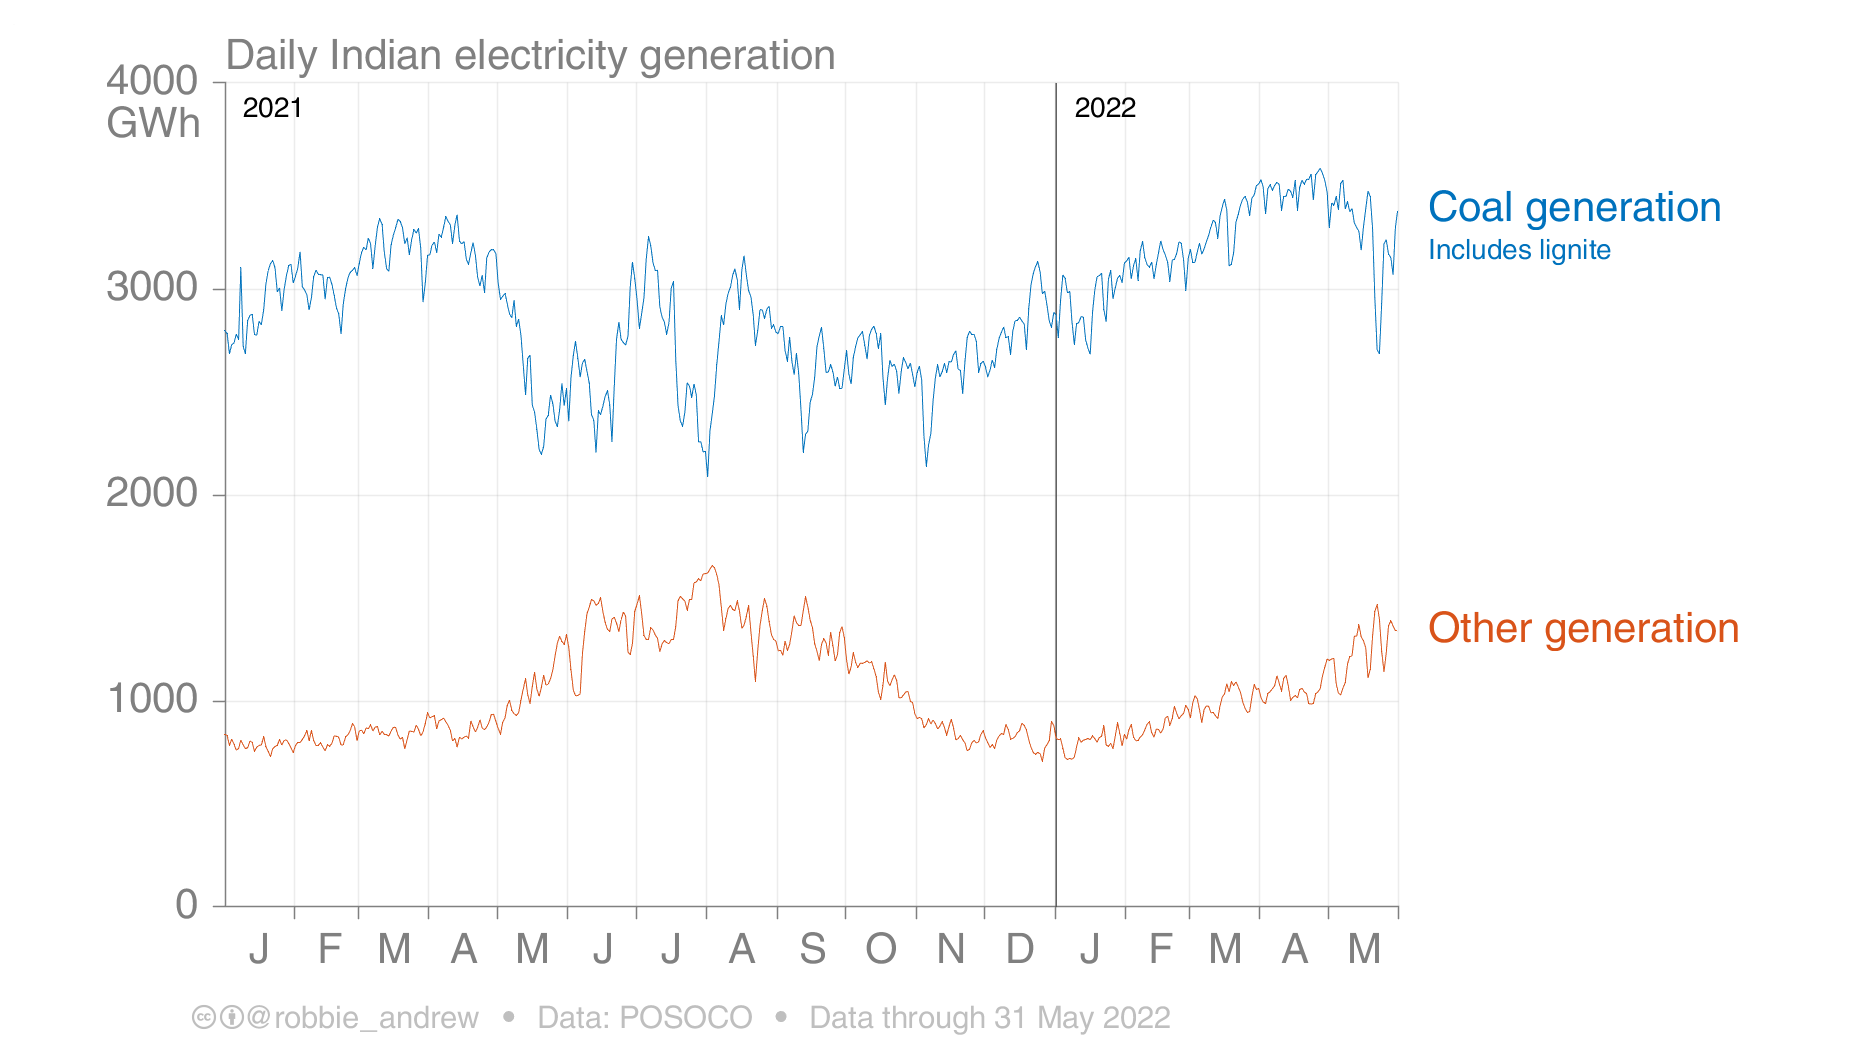 Daily Indian electricity generation
4000
GWh
2021
2022
3000
2000
1000
0
Coal generation
Includes lignite
Other generation
J F M A M J J A S O N D J F M A M
@robbie_andrew • Data: POSOCO • Data through 31 May 2022